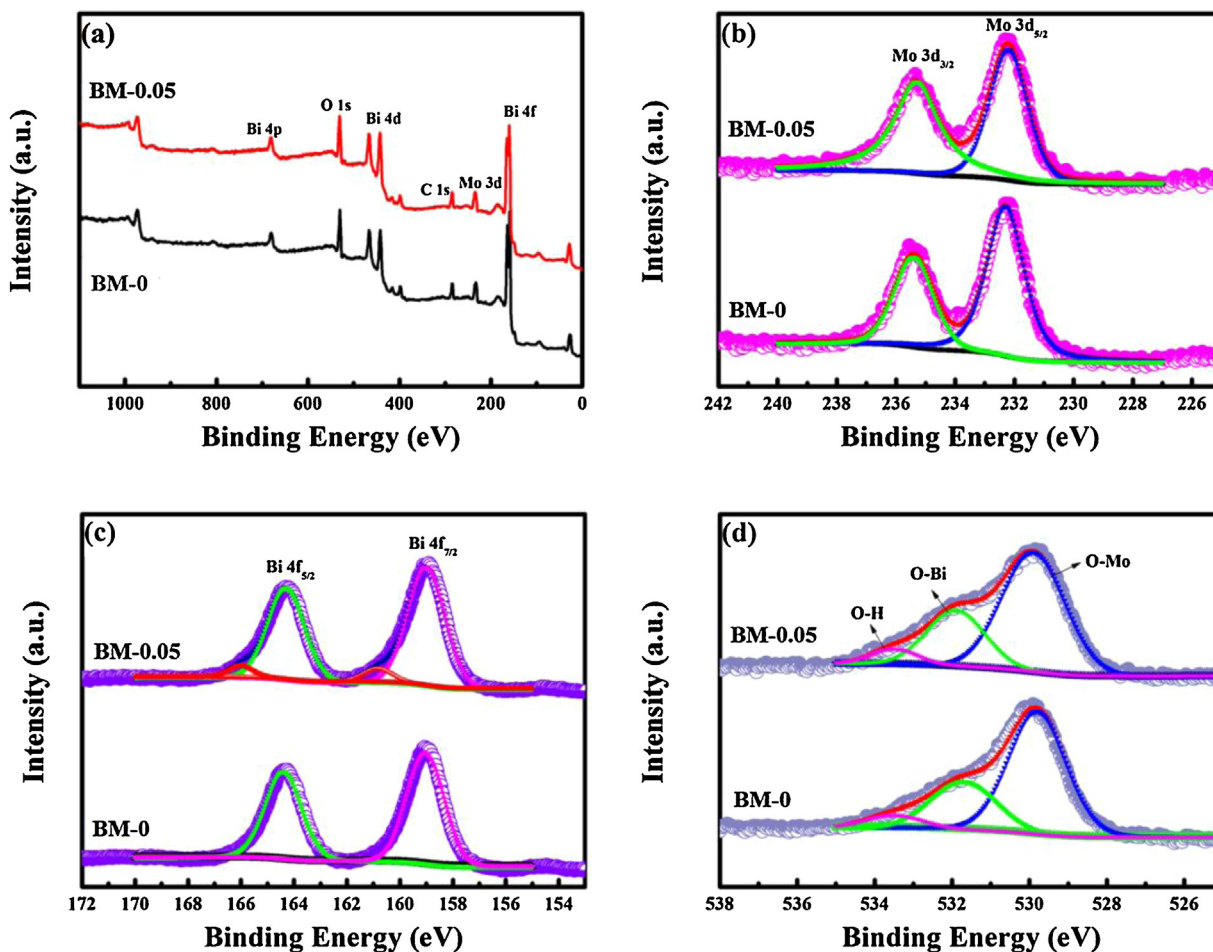 (a)
BM-0.05
O 1s
Bi 4p
Bi 4d
Bi 4f
C 1s
Mo 3d
BM-0
Intensity (a.u.)
1000 800 600 400 200 0
Binding Energy (eV)
(b)
Mo 3d5/2
Mo 3d3/2
BM-0.05
BM-0
Intensity (a.u.)
242 240 238 236 234 232 230 228 226
Binding Energy (eV)
(c)
Bi 4f7/2
Bi 4f5/2
BM-0.05
BM-0
Intensity (a.u.)
172 170 168 166 164 162 160 158 156 154
Binding Energy (eV)
(d)
O-Mo
O-Bi
O-H
BM-0.05
BM-0
Intensity (a.u.)
538 536 534 532 530 528 526
Binding Energy (eV)